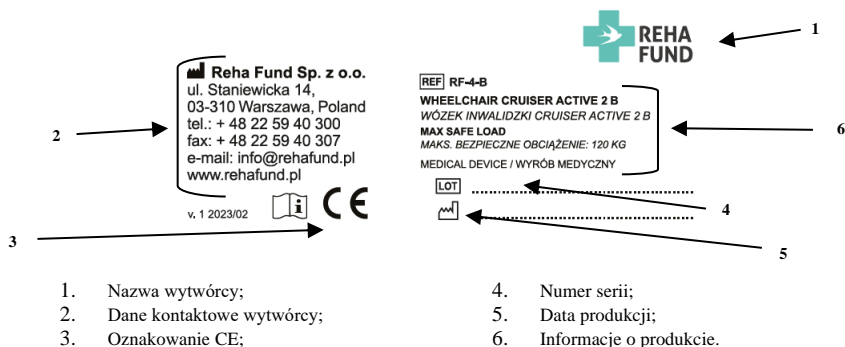 REHA
FUND
1
Reha Fund Sp. z o.o.
ul. Staniewicka 14,
03-310 Warszawa, Poland
tel.: + 48 22 59 40 300
fax: + 48 22 59 40 307
e-mail: info@rehafund.pl
www.rehafund.pl
2
v. 1 2023/02
CE
3
REF RF-4-B
WHEELCHAIR CRUISER ACTIVE 2 B
WÓZEK INWALIDZKI CRUISER ACTIVE 2 B
MAX SAFE LOAD
MAKS. BEZPIECZNE OBCIĄŻENIE: 120 KG
MEDICAL DEVICE / WYRÓB MEDYCZNY
6
LOT
4
5
1. Nazwa wytwórcy;
2. Dane kontaktowe wytwórcy;
3. Oznakowanie CE;
4. Numer serii;
5. Data produkcji;
6. Informacje o produkcie.